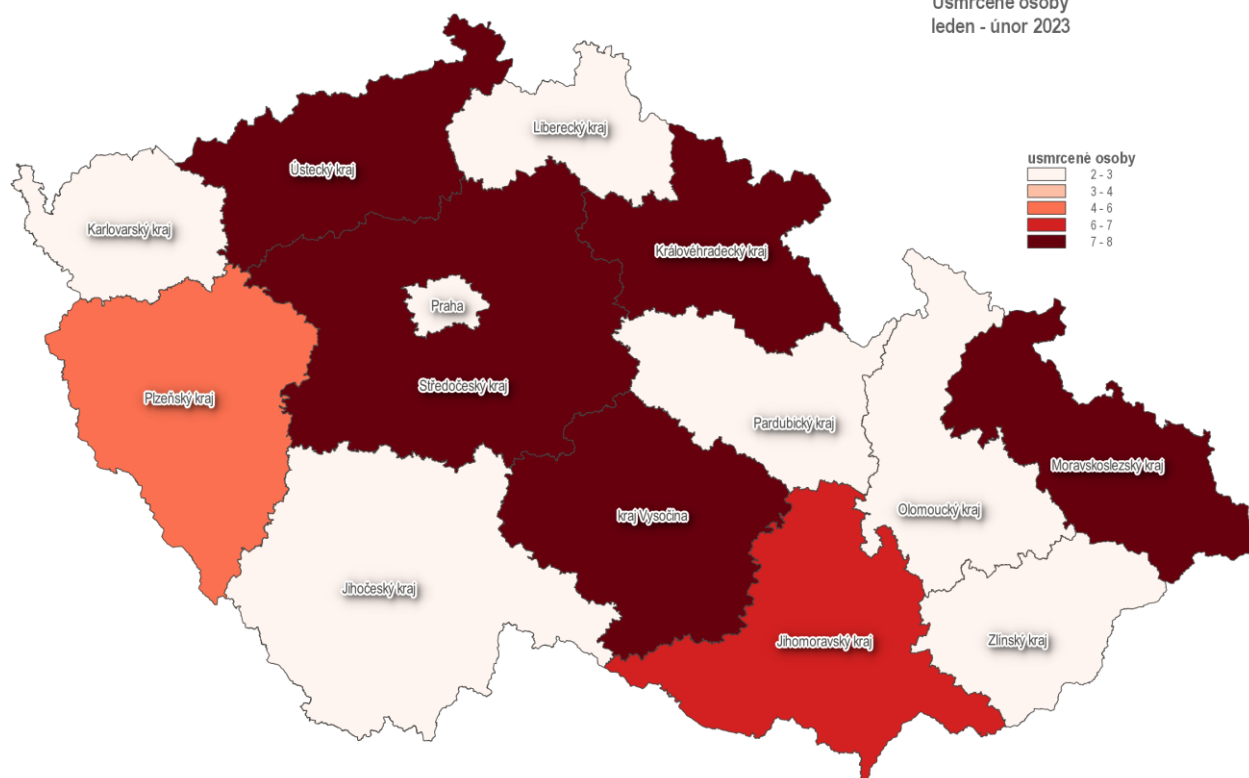 Usmrcené osoby
leden - únor 2023
Liberecký kraj
Ústecký kraj
usmrcené osoby
2 - 3
3 - 4
4 - 6
6 - 7
7 - 8
Karlovarský kraj
Královéhradecký kraj
Praha
Středočeský kraj
Plzeňský kraj
Pardubický kraj
Moravskoslezský kraj
Olomoucký kraj
kraj Vysočina
Jihočeský kraj
Jihomoravský kraj
Zlínský kraj